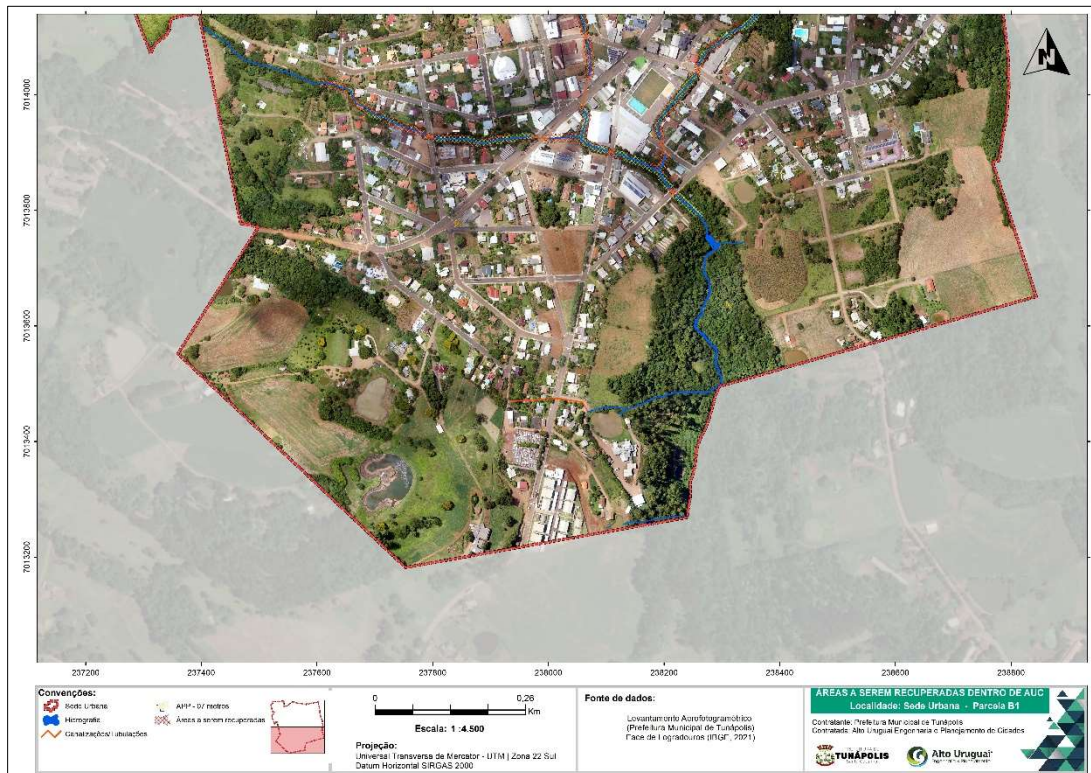 N
7014000
7013800
7013600
7013400
7013200
237200
237400
237600
237800
238000
238200
238400
238600
238800
Convenções:
Sede Urbana
Hidrografia
Canalizações/Tubulações
APP - 07 metros
Áreas a serem recuperadas
0
0,26
Km
Escala: 1:4.500
Projeção:
Universal Transversa de Mercator - UTM | Zona 22 Sul
Datum Horizontal SIRGAS 2000
Fonte de dados:
Levantamento Aerofotogramétrico
(Prefeitura Municipal de Tunápolis)
Face de Logradouros (IBGE, 2021)
ÁREAS A SEREM RECUPERADAS DENTRO DE AUC
Localidade: Sede Urbana - Parcela B1
Contratante: Prefeitura Municipal de Tunápolis
Contratada: Alto Uruguai Engenharia e Planejamento de Cidades
TUNÁPOLIS
Alto Uruguai